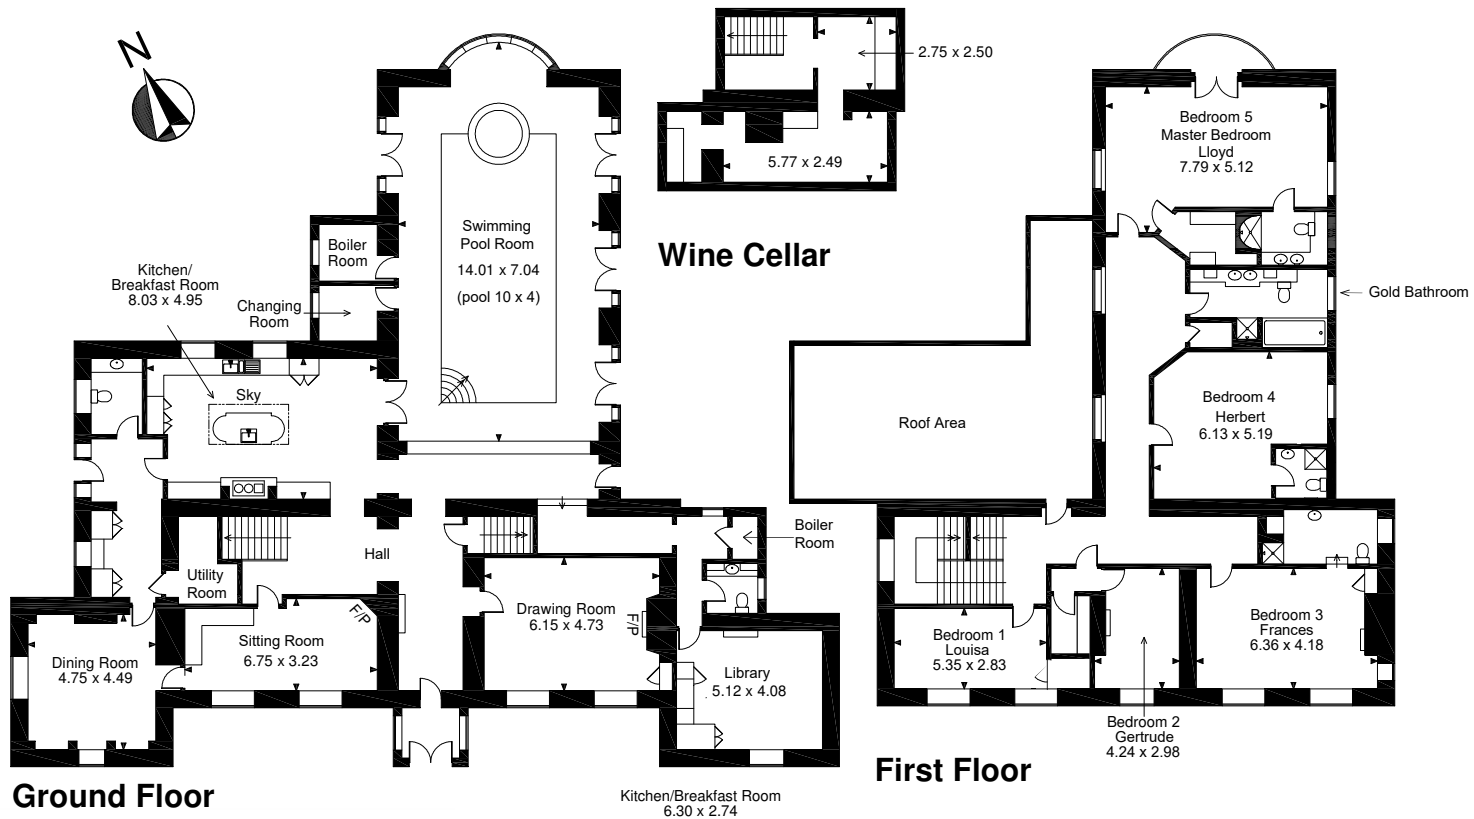 N
2.75 x 2.50
5.77 x 2.49
Wine Cellar
Boiler
Room
Kitchen/
Breakfast Room
8.03 x 4.95
Changing
Room
Swimming
Pool Room
14.01 x 7.04
(pool 10 x 4)
Sky
Hall
Utility
Room
Boiler
Room
Dining Room
4.75 x 4.49
Sitting Room
6.75 x 3.23
F/P
Drawing Room
6.15 x 4.73
F/P
Library
5.12 x 4.08
Ground Floor
Kitchen/Breakfast Room
6.30 x 2.74
Bedroom 5
Master Bedroom
Lloyd
7.79 x 5.12
Gold Bathroom
Roof Area
Bedroom 4
Herbert
6.13 x 5.19
Bedroom 1
Louisa
5.35 x 2.83
Bedroom 3
Frances
6.36 x 4.18
Bedroom 2
Gertrude
4.24 x 2.98
First Floor